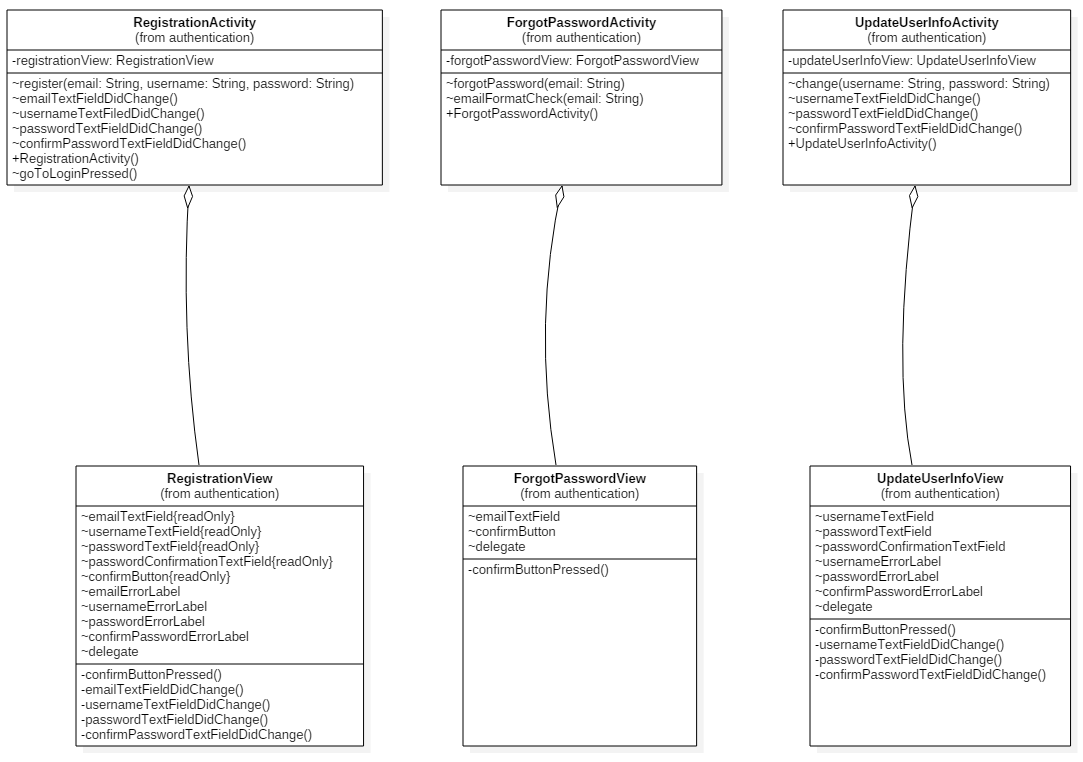 RegistrationActivity
(from authentication)
-registrationView: RegistrationView
~register(email: String, username: String, password: String)
~emailTextFieldDidChange()
~usernameTextFiledDidChange()
~passwordTextFieldDidChange()
~confirmPasswordTextFieldDidChange()
+RegistrationActivity()
~goToLoginPressed()
ForgotPasswordActivity
(from authentication)
-forgotPasswordView: ForgotPasswordView
~forgotPassword(email: String)
~emailFormatCheck(email: String)
+ForgotPasswordActivity()
UpdateUserInfoActivity
(from authentication)
-updateUserInfoView: UpdateUserInfoView
~change(username: String, password: String)
~usernameTextFieldDidChange()
~passwordTextFieldDidChange()
~confirmPasswordTextFieldDidChange()
+UpdateUserInfoActivity()
RegistrationView
(from authentication)
~emailTextField{readOnly}
~usernameTextField{readOnly}
~passwordTextField{readOnly}
~passwordConfirmationTextField{readOnly}
~confirmButton{readOnly}
~emailErrorLabel
~usernameErrorLabel
~passwordErrorLabel
~confirmPasswordErrorLabel
~delegate
-confirmButtonPressed()
-emailTextFieldDidChange()
-usernameTextFieldDidChange()
-passwordTextFieldDidChange()
-confirmPasswordTextFieldDidChange()
ForgotPasswordView
(from authentication)
~emailTextField
~confirmButton
~delegate
-confirmButtonPressed()
UpdateUserInfoView
(from authentication)
~usernameTextField
~passwordTextField
~passwordConfirmationTextField
~usernameErrorLabel
~passwordErrorLabel
~confirmPasswordErrorLabel
~delegate
-confirmButtonPressed()
-usernameTextFieldDidChange()
-passwordTextFieldDidChange()
-confirmPasswordTextFieldDidChange()